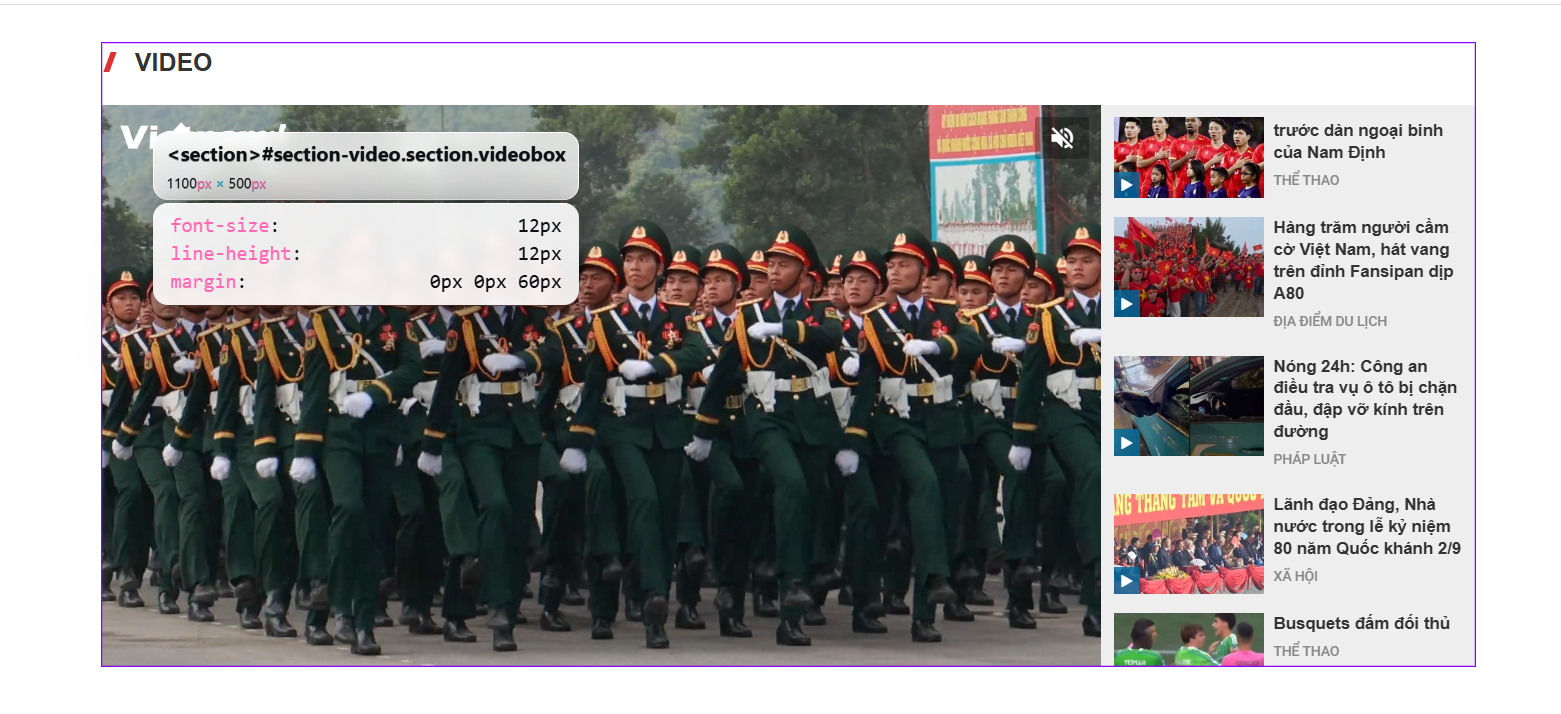 VIDEO
<section>#section-video.section.videobox
1100px × 500px
font-size: 12px
line-height: 12px
margin: 0px 0px 60px
trước dàn ngoại binh
của Nam Định
THỂ THAO
Hàng trăm người cầm
cờ Việt Nam, hát vang
trên đỉnh Fansipan dịp
A80
ĐỊA ĐIỂM DU LỊCH
Nóng 24h: Công an
điều tra vụ ô tô bị chặn
đầu, đập vỡ kính trên
đường
PHÁP LUẬT
Lãnh đạo Đảng, Nhà
nước trong lễ kỷ niệm
80 năm Quốc khánh 2/9
XÃ HỘI
Busquets đấm đối thủ
THỂ THAO